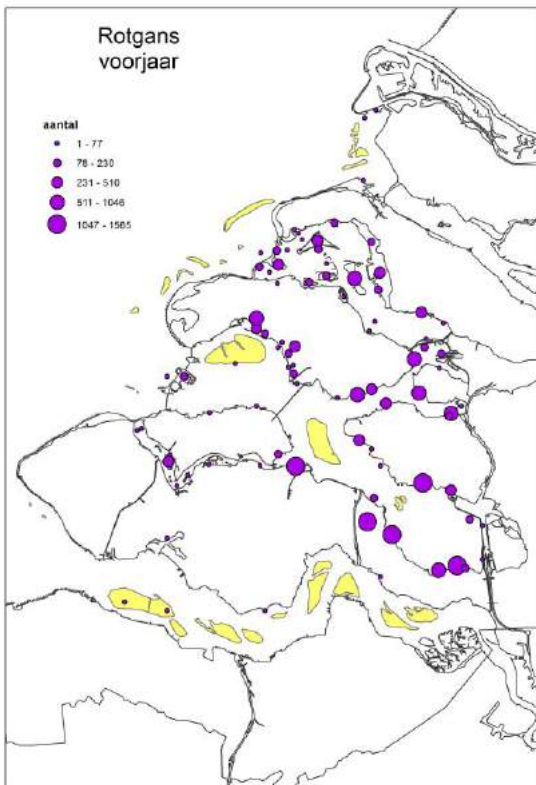 Rotgans
voorjaar
aantal
1 - 77
78 - 230
231 - 510
511 - 1046
1047 - 1565